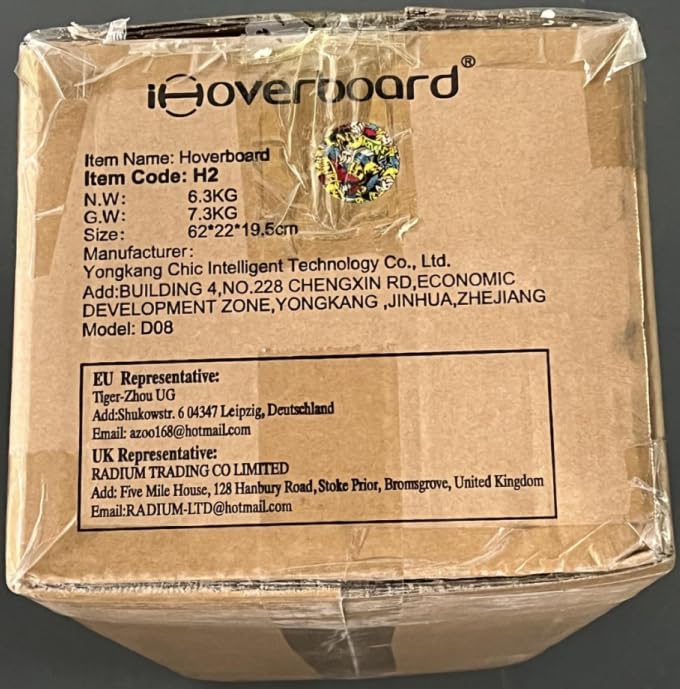 iHoverboard®
Item Name: Hoverboard
Item Code: H2
N.W: 6.3KG
G.W: 7.3KG
Size: 62*22*19.5cm
Manufacturer:
Yongkang Chic Intelligent Technology Co., Ltd.
Add:BUILDING 4,NO.228 CHENGXIN RD,ECONOMIC
DEVELOPMENT ZONE,YONGKANG ,JINHUA,ZHEJIANG
Model: D08
EU Representative:
Tiger-Zhou UG
Add:Shukowstr. 6 04347 Leipzig, Deutschland
Email: azoo168@hotmail.com
UK Representative:
RADIUM TRADING CO LIMITED
Add: Five Mile House, 128 Hanbury Road, Stoke Prior, Bromsgrove, United Kingdom
Email:RADIUM-LTD@hotmail.com